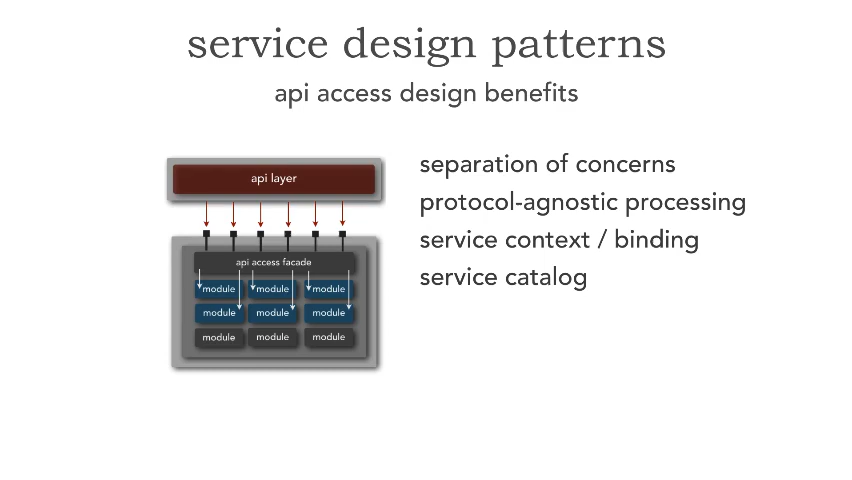 service design patterns
api access design benefits
api layer
api access facade
module module module
module module module
module module module
separation of concerns
protocol-agnostic processing
service context / binding
service catalog